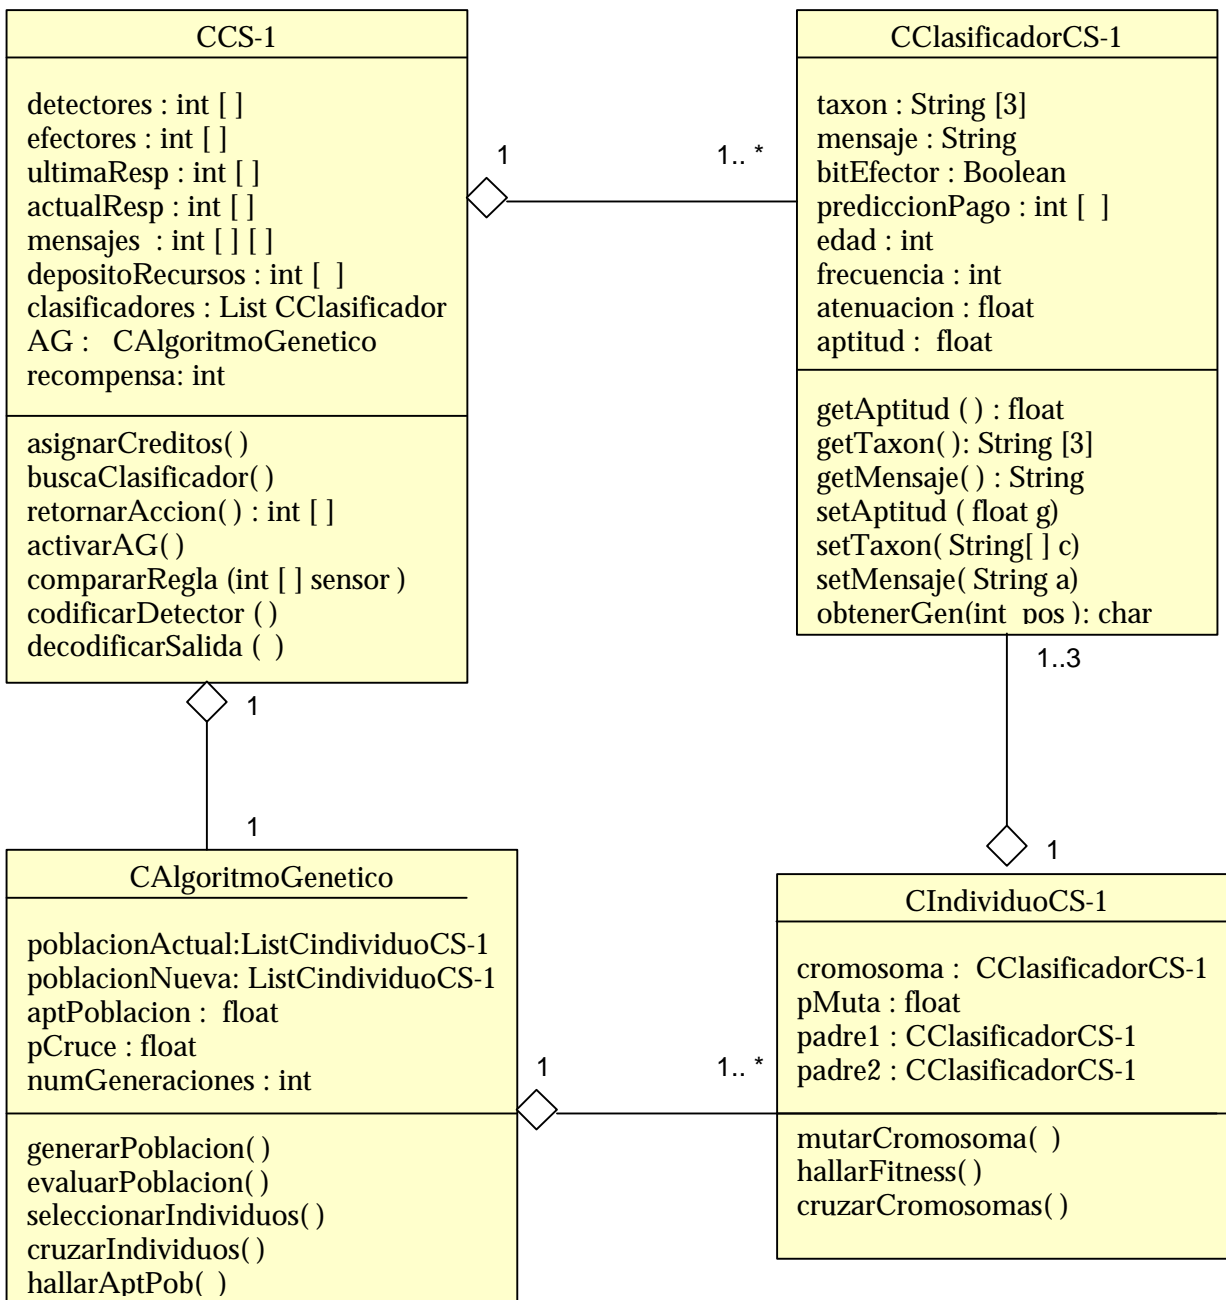 CCS-1
detectores : int [ ]
efectores : int [ ]
ultimaResp : int [ ]
actualResp : int [ ]
mensajes : int [ ] [ ]
depositoRecursos : int [ ]
clasificadores : List CClasificador
AG : CAlgoritmoGenetico
recompensa: int
asignarCreditos( )
buscaClasificador( )
retornarAccion( ) : int [ ]
activarAG( )
compararRegla (int [ ] sensor )
codificarDetector ( )
decodificarSalida ( )
1
1.. *
CClasificadorCS-1
taxon : String [3]
mensaje : String
bitEfector : Boolean
prediccionPago : int [ ]
edad : int
frecuencia : int
atenuacion : float
aptitud : float
getAptitud ( ) : float
getTaxon( ): String [3]
getMensaje( ) : String
setAptitud ( float g)
setTaxon( String[ ] c)
setMensaje( String a)
obtenerGen(int pos ): char
1
1
1..3
1
CAlgoritmoGenetico
poblacionActual:ListCindividuoCS-1
poblacionNueva: ListCindividuoCS-1
aptPoblacion : float
pCruce : float
numGeneraciones : int
generarPoblacion( )
evaluarPoblacion( )
seleccionarIndividuos( )
cruzarIndividuos( )
hallarAptPob( )
1
1.. *
CIndividuoCS-1
cromosoma : CClasificadorCS-1
pMuta : float
padre1 : CClasificadorCS-1
padre2 : CClasificadorCS-1
mutarCromosoma( )
hallarFitness( )
cruzarCromosomas( )